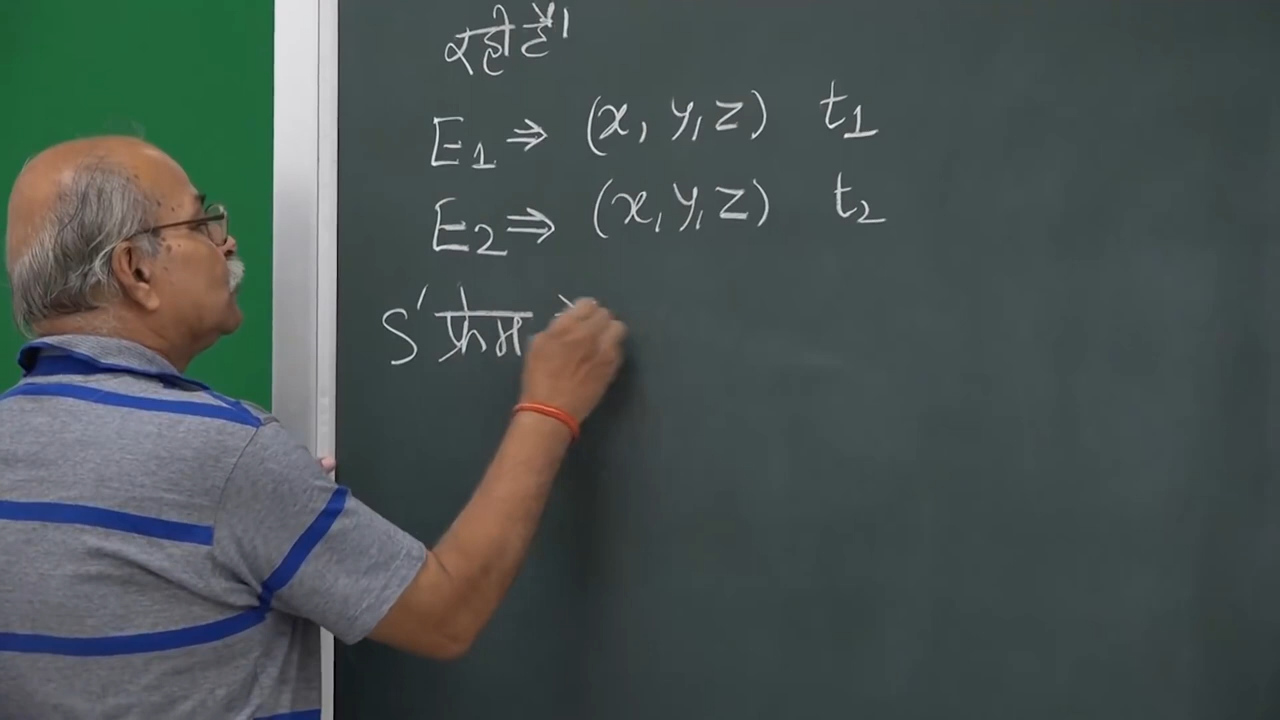 रही हैं।
E₁ ⇒ (x, y, z) t₁
E₂ ⇒ (x, y, z) t₂
S' फ्रेम